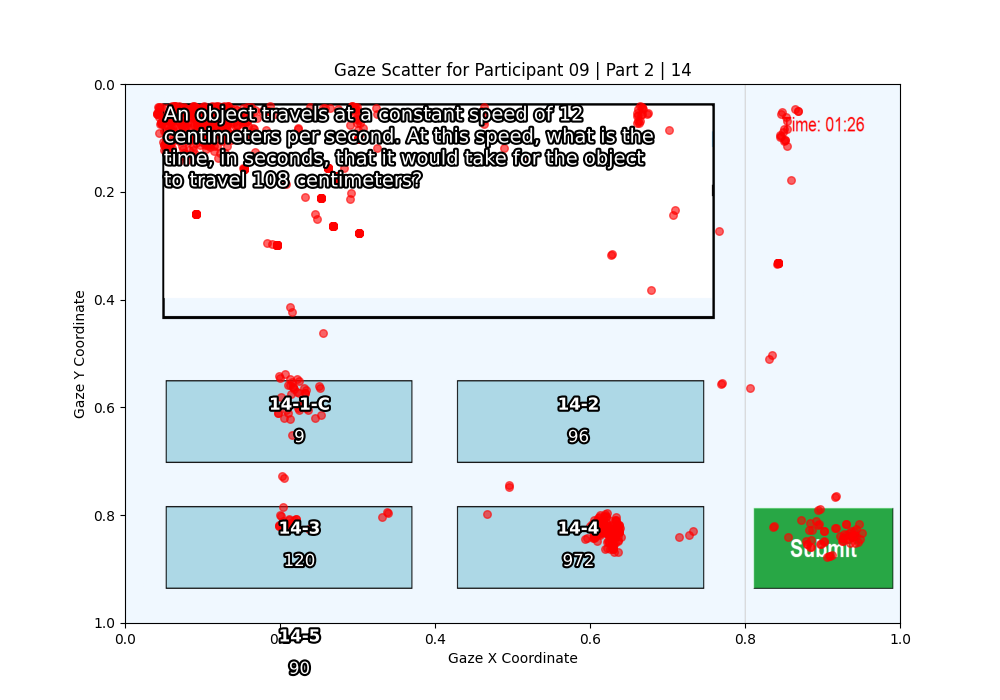 Gaze Scatter for Participant 09 | Part 2 | 14
An object travels at a constant speed of 12
centimeters per second. At this speed, what is the
time, in seconds, that it would take for the object
to travel 108 centimeters?
Time: 01:26
14-1-C
9
14-2
96
14-3
120
14-4
972
Submit
14-5
90
0.0
0.2
0.4
0.6
0.8
1.0
Gaze Y Coordinate
0.0
0.2
0.4
0.6
0.8
1.0
Gaze X Coordinate